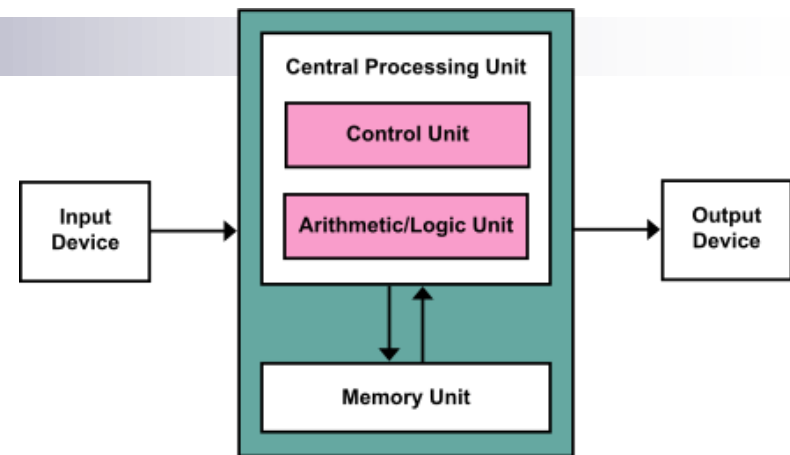 Central Processing Unit
Control Unit
Arithmetic/Logic Unit
Input
Device
Output
Device
Memory Unit